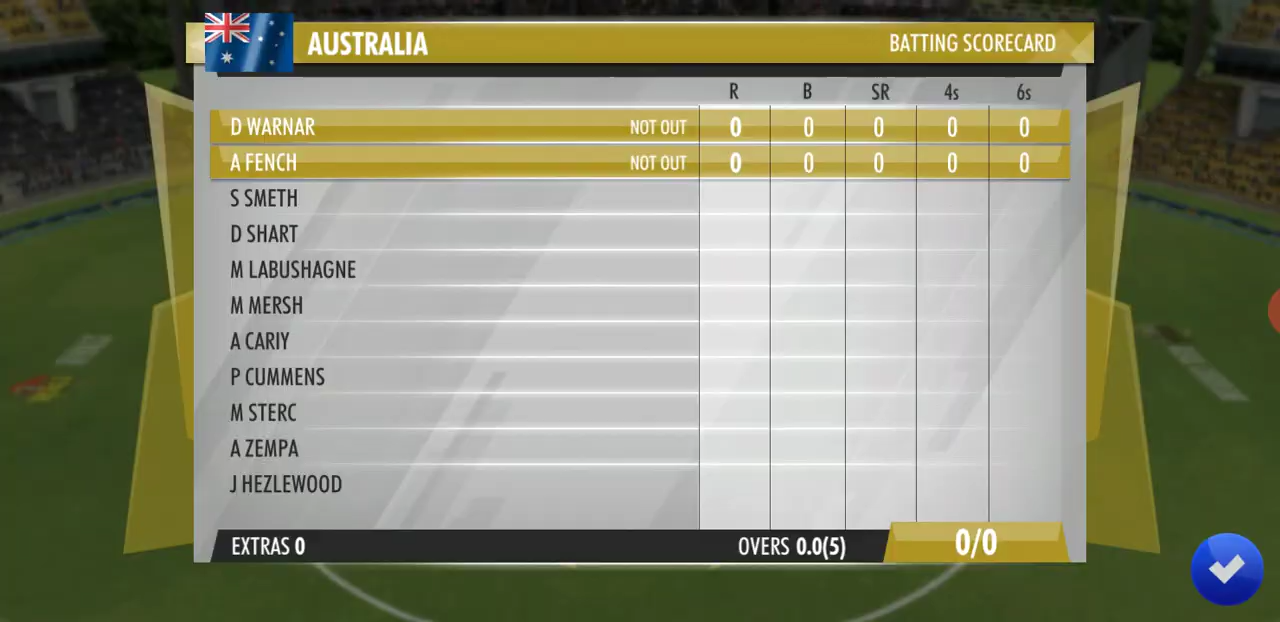 AUSTRALIA BATTING SCORECARD
R B SR 4s 6s
D WARNAR NOT OUT 0 0 0 0 0
A FENCH NOT OUT 0 0 0 0 0
S SMETH
D SHART
M LABUSHAGNE
M MERSH
A CARIY
P CUMMENS
M STERC
A ZEMPA
J HEZLEWOOD
EXTRAS 0 OVERS 0.0(5) 0/0